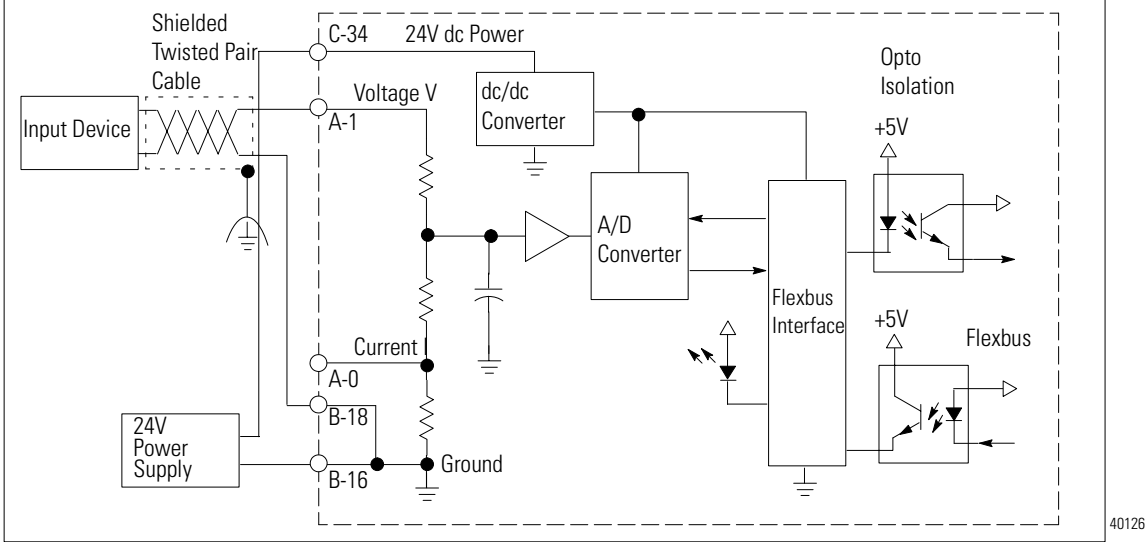 Shielded
Twisted Pair
Cable
C-34
24V dc Power
Opto
Isolation
Voltage V
dc/dc
Converter
Input Device
A-1
+5V
A/D
Converter
Flexbus
Interface
+5V
Flexbus
Current I
A-0
B-18
24V
Power
Supply
Ground
B-16
40126